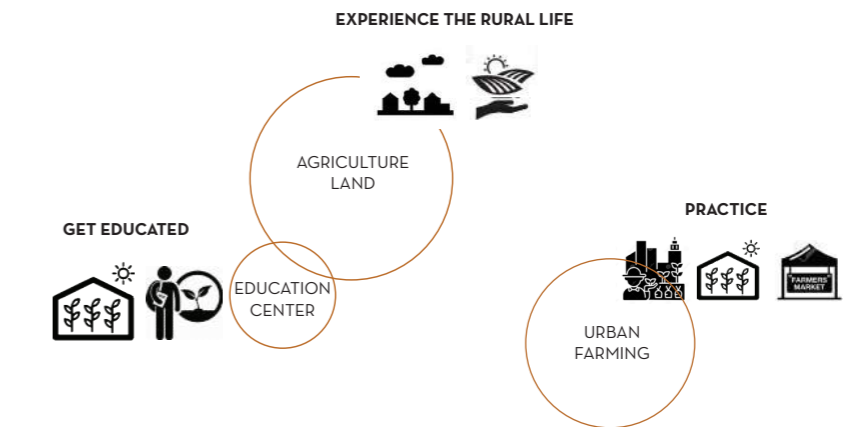 EXPERIENCE THE RURAL LIFE
AGRICULTURE
LAND
PRACTICE
GET EDUCATED
EDUCATION
CENTER
FARMERS'
MARKET
URBAN
FARMING